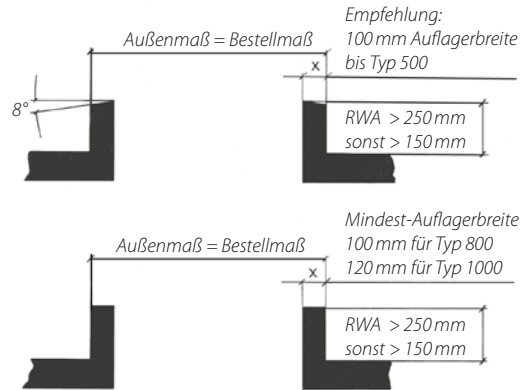 Empfehlung:
Außenmaß = Bestellmaß
100 mm Auflagerbreite
bis Typ 500
x
8°
RWA > 250 mm
sonst > 150 mm
Mindest-Auflagerbreite
Außenmaß = Bestellmaß
100 mm für Typ 800
120 mm für Typ 1000
x
RWA > 250 mm
sonst > 150 mm